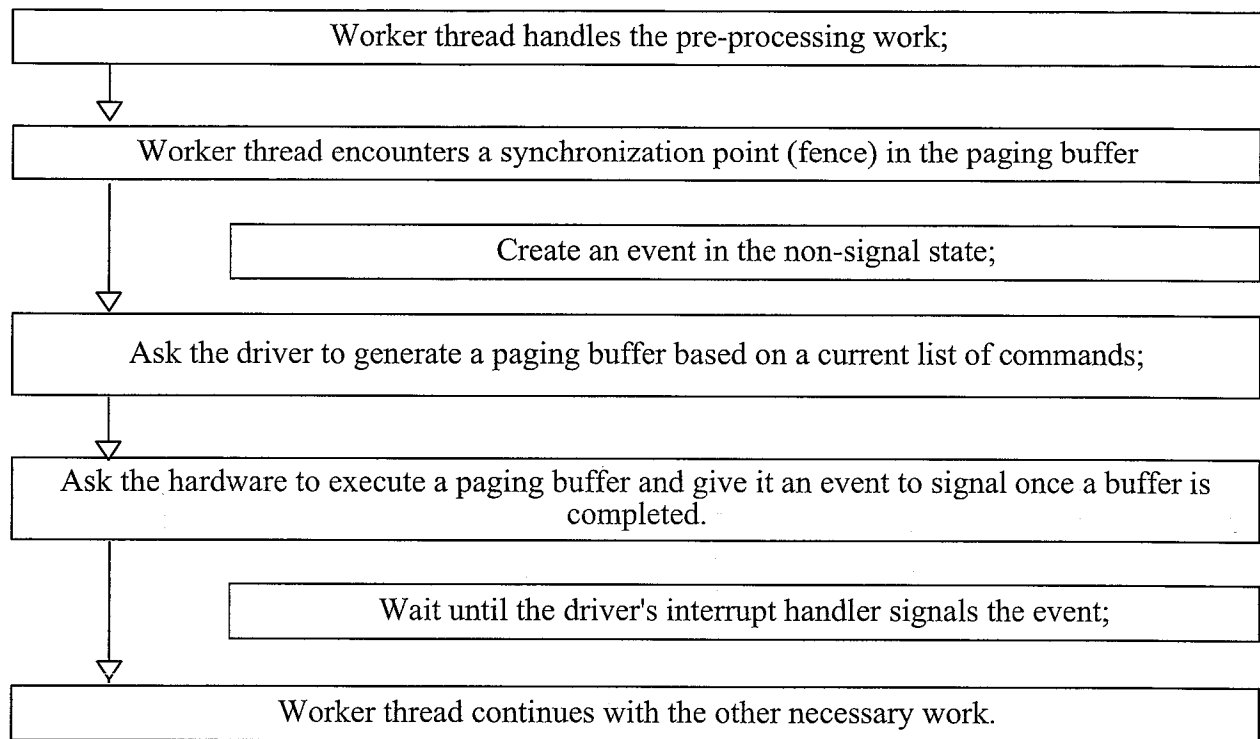 Worker thread handles the pre-processing work;
Worker thread encounters a synchronization point (fence) in the paging buffer
Create an event in the non-signal state;
Ask the driver to generate a paging buffer based on a current list of commands;
Ask the hardware to execute a paging buffer and give it an event to signal once a buffer is
completed.
Wait until the driver's interrupt handler signals the event;
Worker thread continues with the other necessary work.